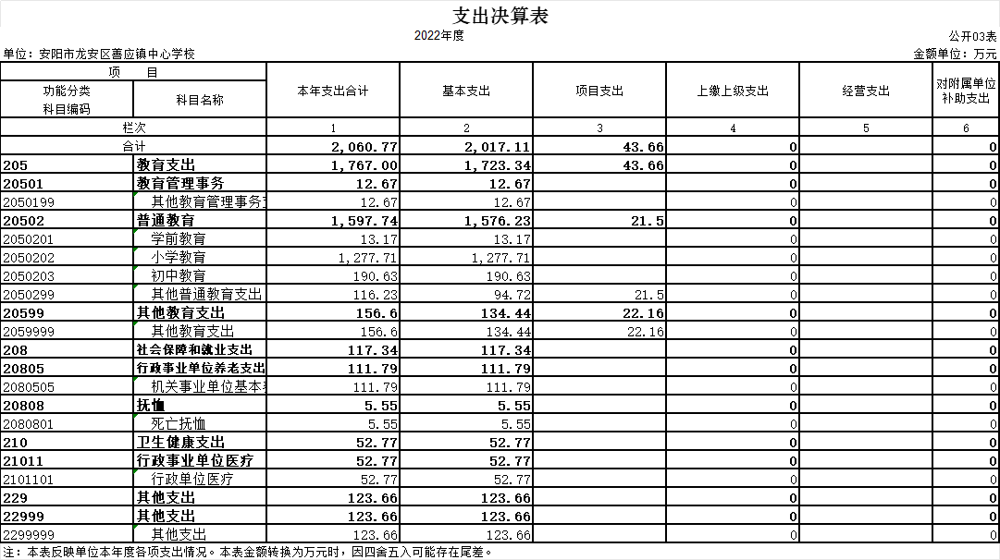 支出决算表
2022年度
公开03表
单位：安阳市龙安区善应镇中心学校 金额单位：万元
项 目 本年支出合计 基本支出 项目支出 上缴上级支出 经营支出 对附属单位补助支出
功能分类科目编码 科目名称
栏次 1 2 3 4 5 6
合计 2,060.77 2,017.11 43.66 0 0
205 教育支出 1,767.00 1,723.34 43.66 0 0
20501 教育管理事务 12.67 12.67 0 0
2050199 其他教育管理事务 12.67 12.67 0 0
20502 普通教育 1,597.74 1,576.23 21.5 0 0
2050201 学前教育 13.17 13.17 0 0
2050202 小学教育 1,277.71 1,277.71 0 0
2050203 初中教育 190.63 190.63 0 0
2050299 其他普通教育支出 116.23 94.72 21.5 0 0
20599 其他教育支出 156.6 134.44 22.16 0 0
2059999 其他教育支出 156.6 134.44 22.16 0 0
208 社会保障和就业支出 117.34 117.34 0 0
20805 行政事业单位养老支出 111.79 111.79 0 0
2080505 机关事业单位基本 111.79 111.79 0 0
20808 抚恤 5.55 5.55 0 0
2080801 死亡抚恤 5.55 5.55 0 0
210 卫生健康支出 52.77 52.77 0 0
21011 行政事业单位医疗 52.77 52.77 0 0
2101101 行政单位医疗 52.77 52.77 0 0
229 其他支出 123.66 123.66 0 0
22999 其他支出 123.66 123.66 0 0
2299999 其他支出 123.66 123.66 0 0
注：本表反映单位本年度各项支出情况。本表金额转换为万元时，因四舍五入可能存在尾差。